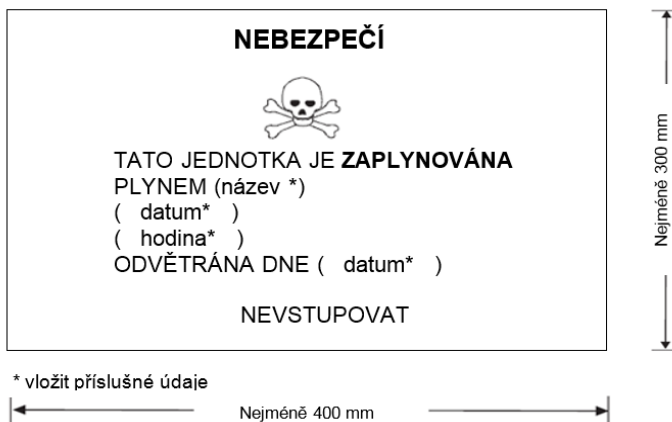 NEBEZPEČÍ
TATO JEDNOTKA JE ZAPLYNOVÁNA
PLYNEM (název *)
( datum* )
( hodina* )
ODVĚTRÁNA DNE ( datum* )
NEVSTUPOVAT
* vložit příslušné údaje
Nejméně 400 mm
Nejméně 300 mm